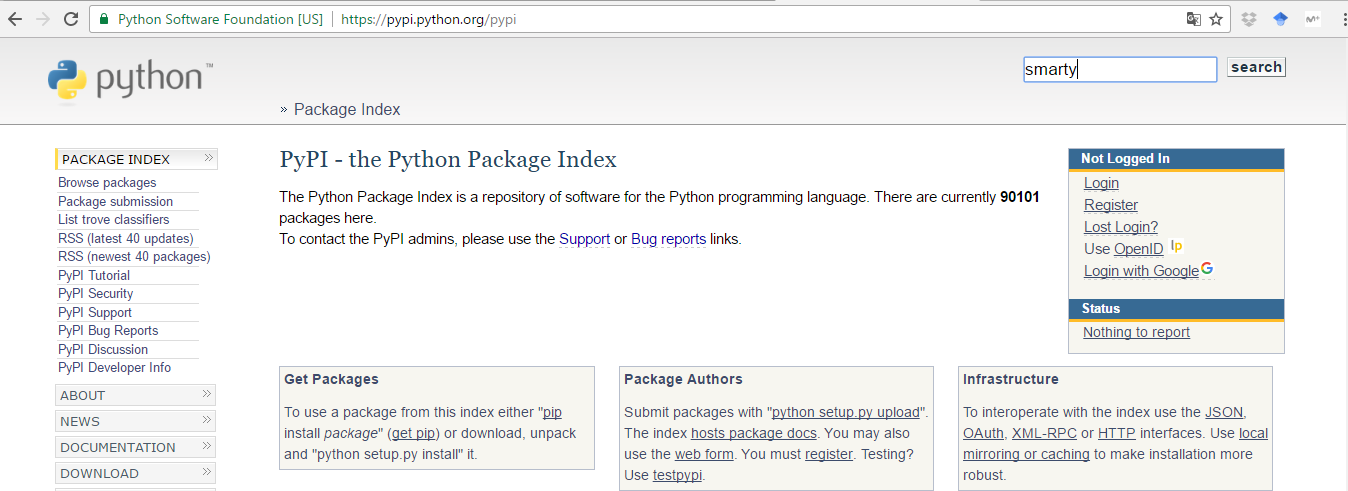 Python Software Foundation [US] https://pypi.python.org/pypi
python™
smarty search
» Package Index
PACKAGE INDEX »
Browse packages
Package submission
List trove classifiers
RSS (latest 40 updates)
RSS (newest 40 packages)
PyPI Tutorial
PyPI Security
PyPI Support
PyPI Bug Reports
PyPI Discussion
PyPI Developer Info
ABOUT »
NEWS »
DOCUMENTATION »
DOWNLOAD »
PyPI - the Python Package Index
The Python Package Index is a repository of software for the Python programming language. There are currently 90101
packages here.
To contact the PyPI admins, please use the Support or Bug reports links.
Not Logged In
Login
Register
Lost Login?
Use OpenID lp
Login with Google G
Status
Nothing to report
Get Packages
To use a package from this index either "pip
install package" (get pip) or download, unpack
and "python setup.py install" it.
Package Authors
Submit packages with "python setup.py upload".
The index hosts package docs. You may also
use the web form. You must register. Testing?
Use testpypi.
Infrastructure
To interoperate with the index use the JSON,
OAuth, XML-RPC or HTTP interfaces. Use local
mirroring or caching to make installation more
robust.